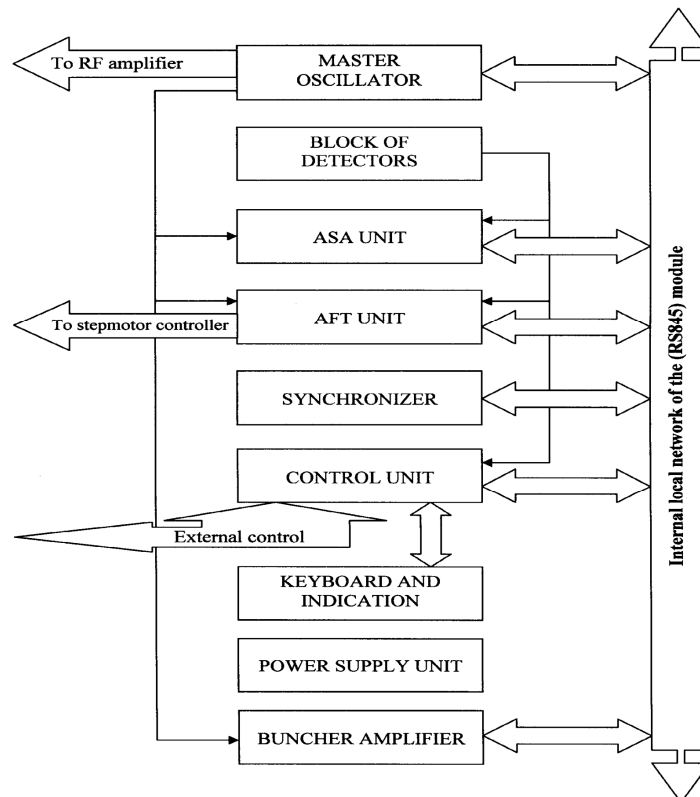 To RF amplifier
MASTER
OSCILLATOR
BLOCK OF
DETECTORS
ASA UNIT
AFT UNIT
To stepmotor controller
SYNCHRONIZER
CONTROL UNIT
External control
KEYBOARD AND
INDICATION
POWER SUPPLY UNIT
BUNCHER AMPLIFIER
Internal local network of the (RS845) module